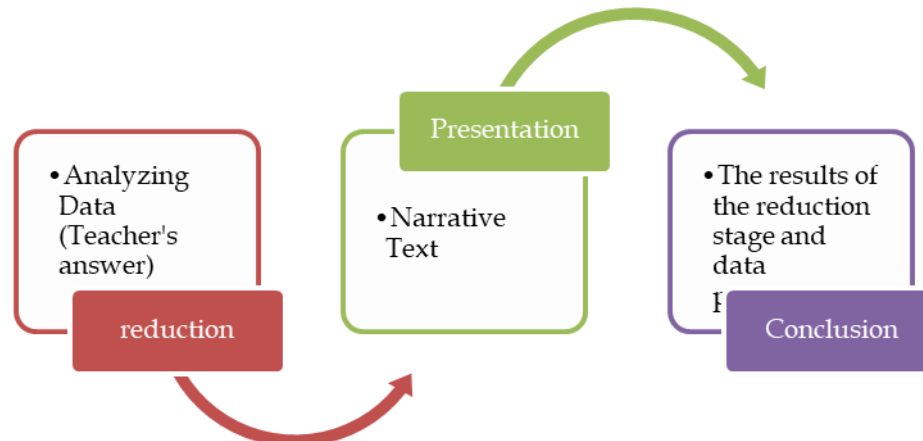 •Analyzing
Data
(Teacher's
answer)
reduction
Presentation
•Narrative
Text
•The results of
the reduction
stage and
data
Conclusion